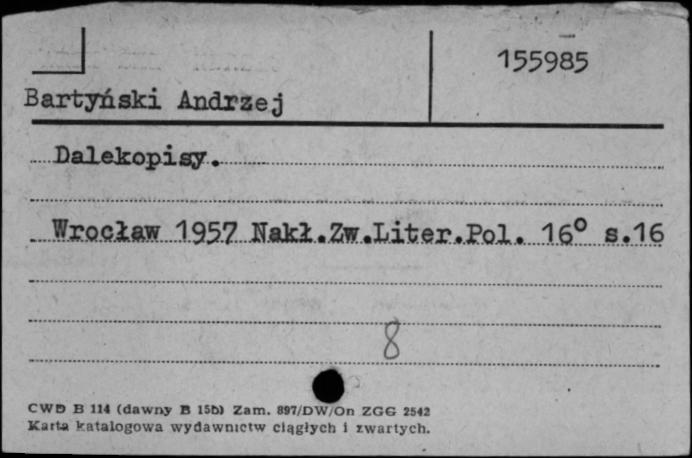 155985
Bartyński Andrzej
Dalekopisy.
Wrocław 1957 Nakł.Zw.Liter.Pol. 16° s.16
8
CWD B 114 (dawny B 15b) Zam. 897/DW/On ZGG 2542
Karta katalogowa wydawnictw ciągłych i zwartych.